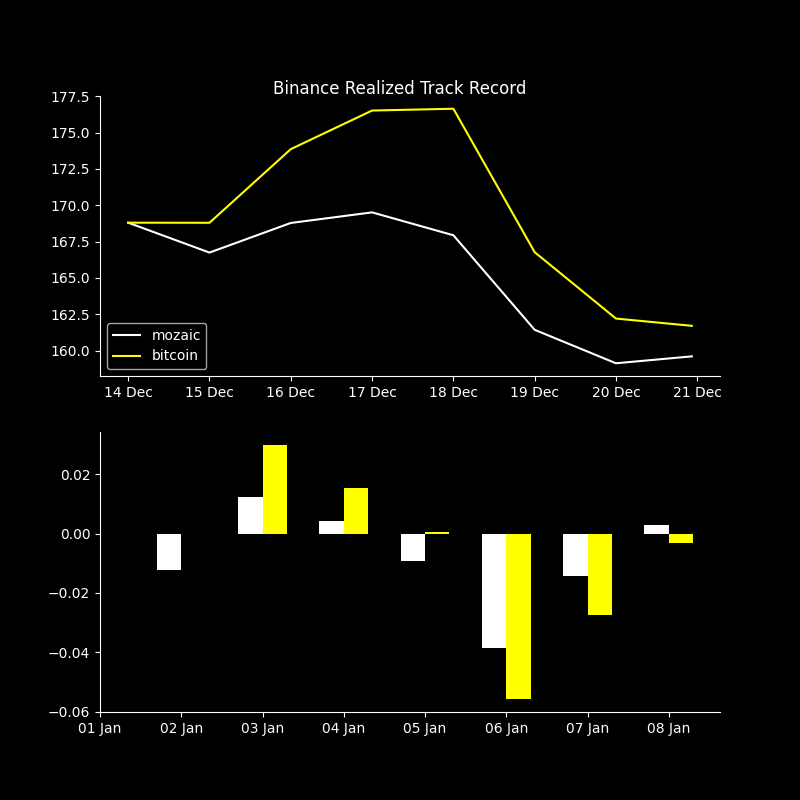 Binance Realized Track Record
177.5
175.0
172.5
170.0
167.5
165.0
162.5
160.0
mozaic
bitcoin
14 Dec 15 Dec 16 Dec 17 Dec 18 Dec 19 Dec 20 Dec 21 Dec
0.02
0.00
−0.02
−0.04
−0.06
01 Jan 02 Jan 03 Jan 04 Jan 05 Jan 06 Jan 07 Jan 08 Jan